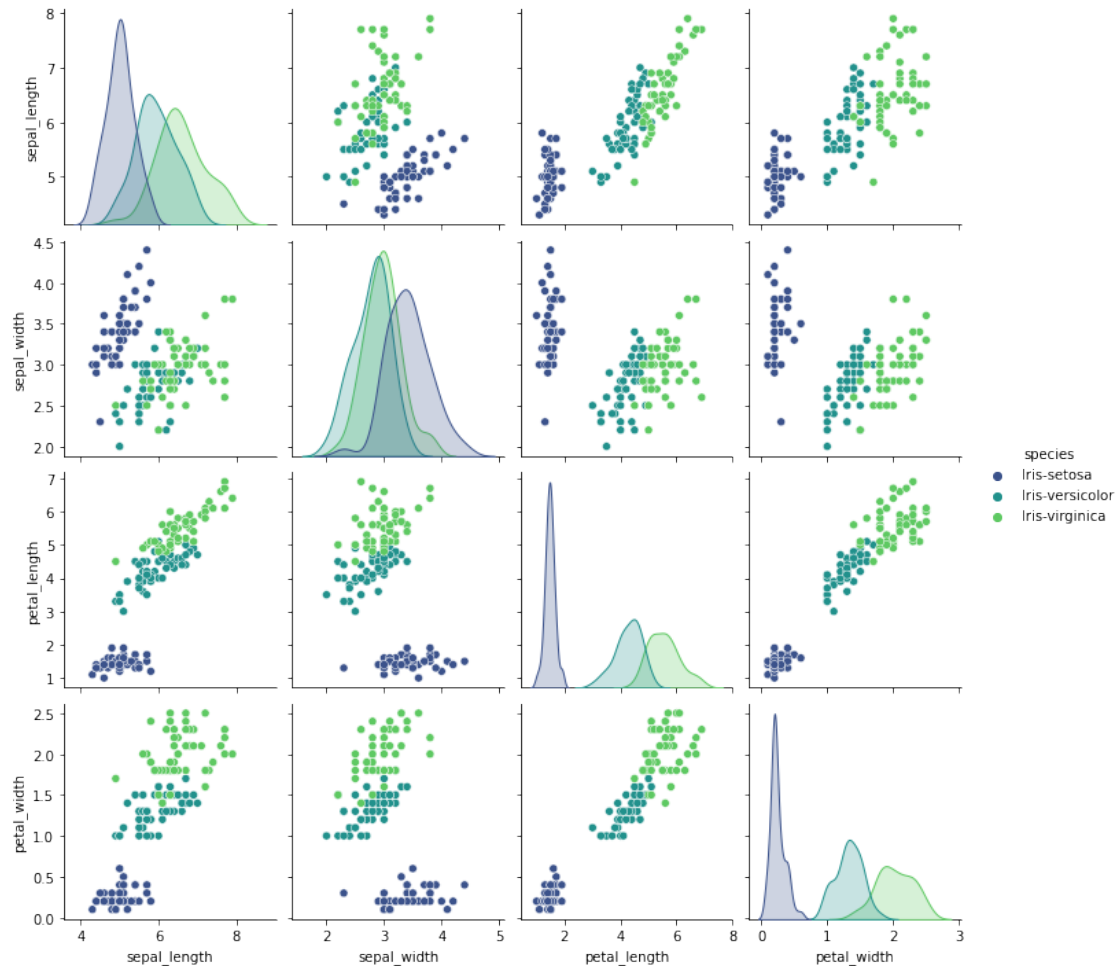 8
7
6
5
sepal_length
4.5
4.0
3.5
3.0
2.5
2.0
sepal_width
species
Iris-setosa
Iris-versicolor
Iris-virginica
7
6
5
4
3
2
1
petal_length
2.5
2.0
1.5
1.0
0.5
0.0
petal_width
4 6 8
sepal_length
2 3 4 5
sepal_width
2 4 6 8
petal_length
0 1 2 3
petal_width